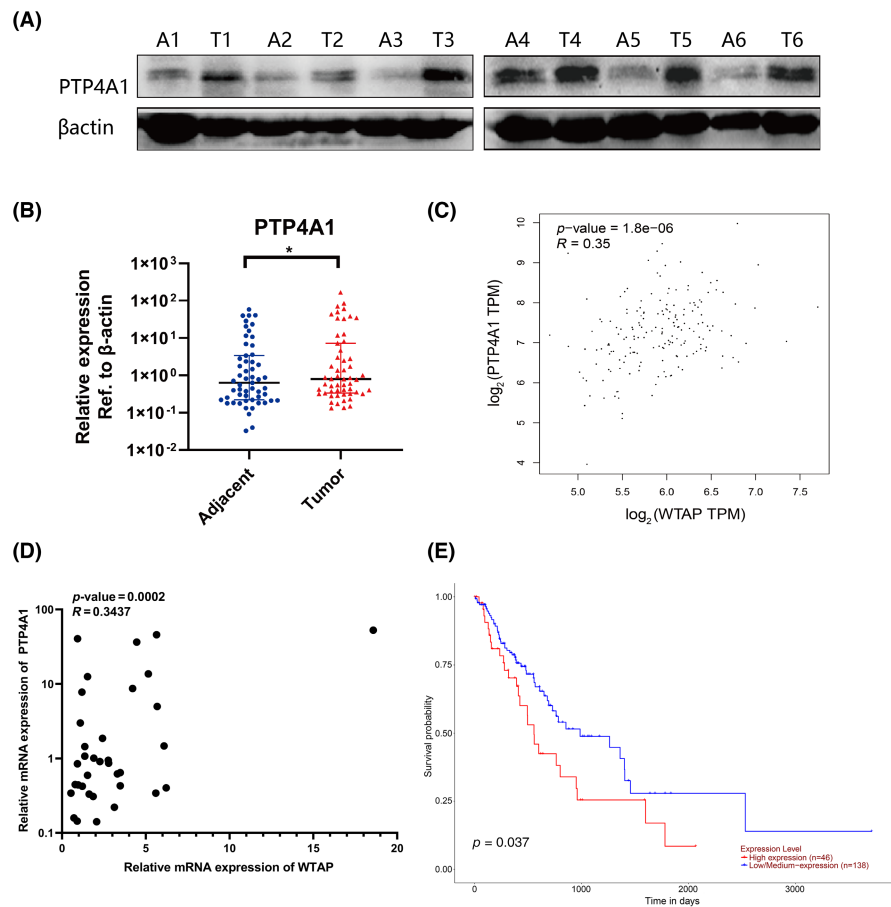 (A)
A1 T1 A2 T2 A3 T3 A4 T4 A5 T5 A6 T6
PTP4A1
βactin
(B)
PTP4A1
*
Relative expression
Ref. to β-actin
1×10³
1×10²
1×10¹
1×10⁰
1×10⁻¹
1×10⁻²
Adjacent
Tumor
(C)
p−value = 1.8e−06
R = 0.35
log₂(PTP4A1 TPM)
10
9
8
7
6
5
4
5.0 5.5 6.0 6.5 7.0 7.5
log₂(WTAP TPM)
(D)
p-value = 0.0002
R = 0.3437
Relative mRNA expression of PTP4A1
100
10
1
0.1
0 5 10 15 20
Relative mRNA expression of WTAP
(E)
Survival probability
1.00
0.75
0.50
0.25
0.00
p = 0.037
Expression Level
High expression (n=46)
Low/Medium−expression (n=138)
0 1000 2000 3000
Time in days